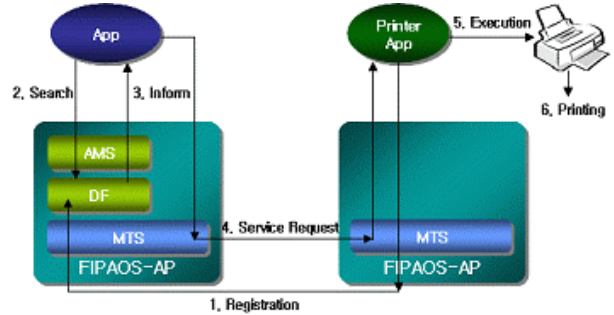 App
Printer
App
5, Execution
2, Search
3, Inform
6, Printing
AMS
DF
MTS
4, Service Request
MTS
FIPAOS-AP
FIPAOS-AP
1, Registration